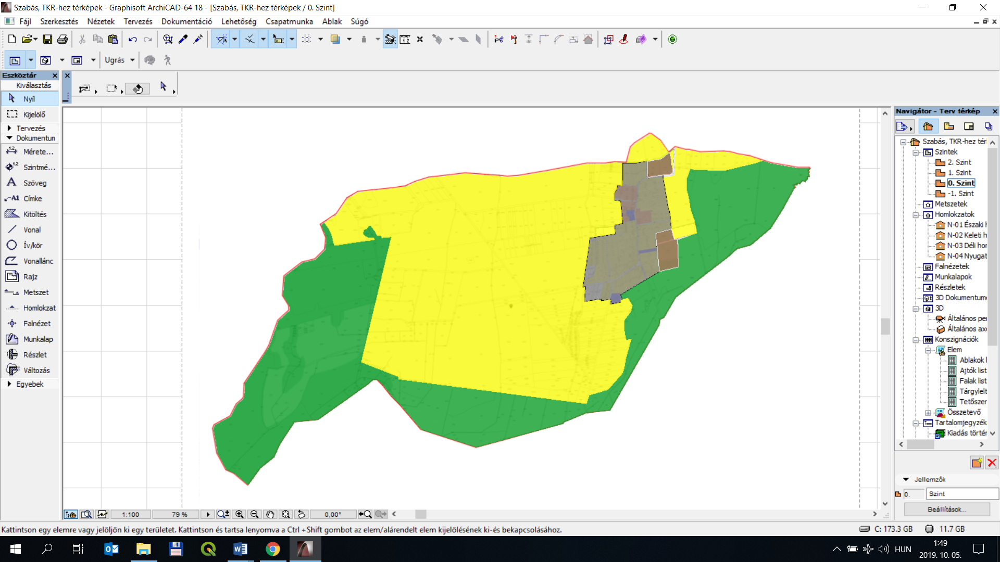 Szabás, TKR-hez térképek - Graphisoft ArchiCAD-64 18 - [Szabás, TKR-hez térképek / 0. Szint]
Fájl Szerkesztés Nézetek Tervezés Dokumentáció Lehetőség Csapatmunka Ablak Súgó
Ugrás
Eszköztár
Kiválasztás
Nyíl
Kijelölő
Tervezés
Dokumentun
Mérete...
Szintmé...
Szöveg
Címke
Kitöltés
Vonal
Ív/kör
Vonallánc
Rajz
Metszet
Homlokzat
Falnézet
Munkalap
Részlet
Változás
Egyebek
Navigátor - Terv térkép
Szabás, TKR-hez tér
Szintek
2. Szint
1. Szint
0. Szint
-1. Szint
Metszetek
Homlokzatok
N-01 Északi h
N-02 Keleti h
N-03 Déli hor
N-04 Nyugat
Falnézetek
Munkalapok
Részletek
3D Dokumentum
3D
Általános per
Általános axo
Konszignációk
Elem
Ablakok l
Ajtók list
Falak list
Tárgylelt
Tetőszer
Összetevő
Tartalomjegyzék
Kiadás törtér
Jellemzők
0. Szint
Beállítások...
1:100 79 % 0,00°
Kattintson egy elemre vagy jelöljön ki egy területet. Kattintson és tartsa lenyomva a Ctrl +Shift gombot az elem/alárendelt elem kijelölésének ki-és bekapcsolásához.
C: 173.3 GB 11.7 GB
HUN
1:49
2019. 10. 05.